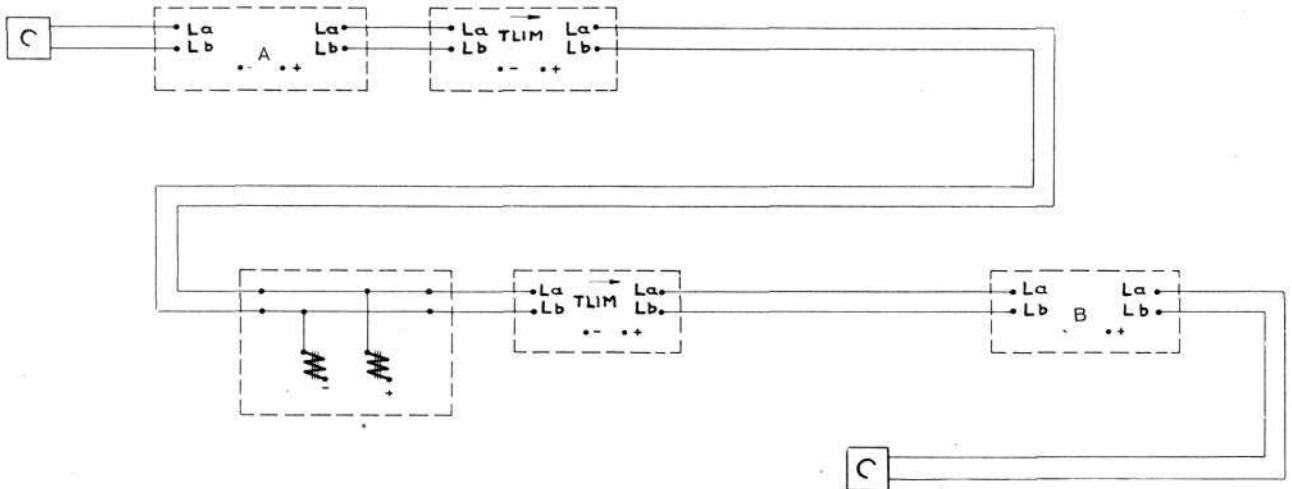 La La La TLIM La
Lb A Lb Lb Lb
- + - +
La La La La
Lb TLIM Lb Lb B Lb
- + +
- +